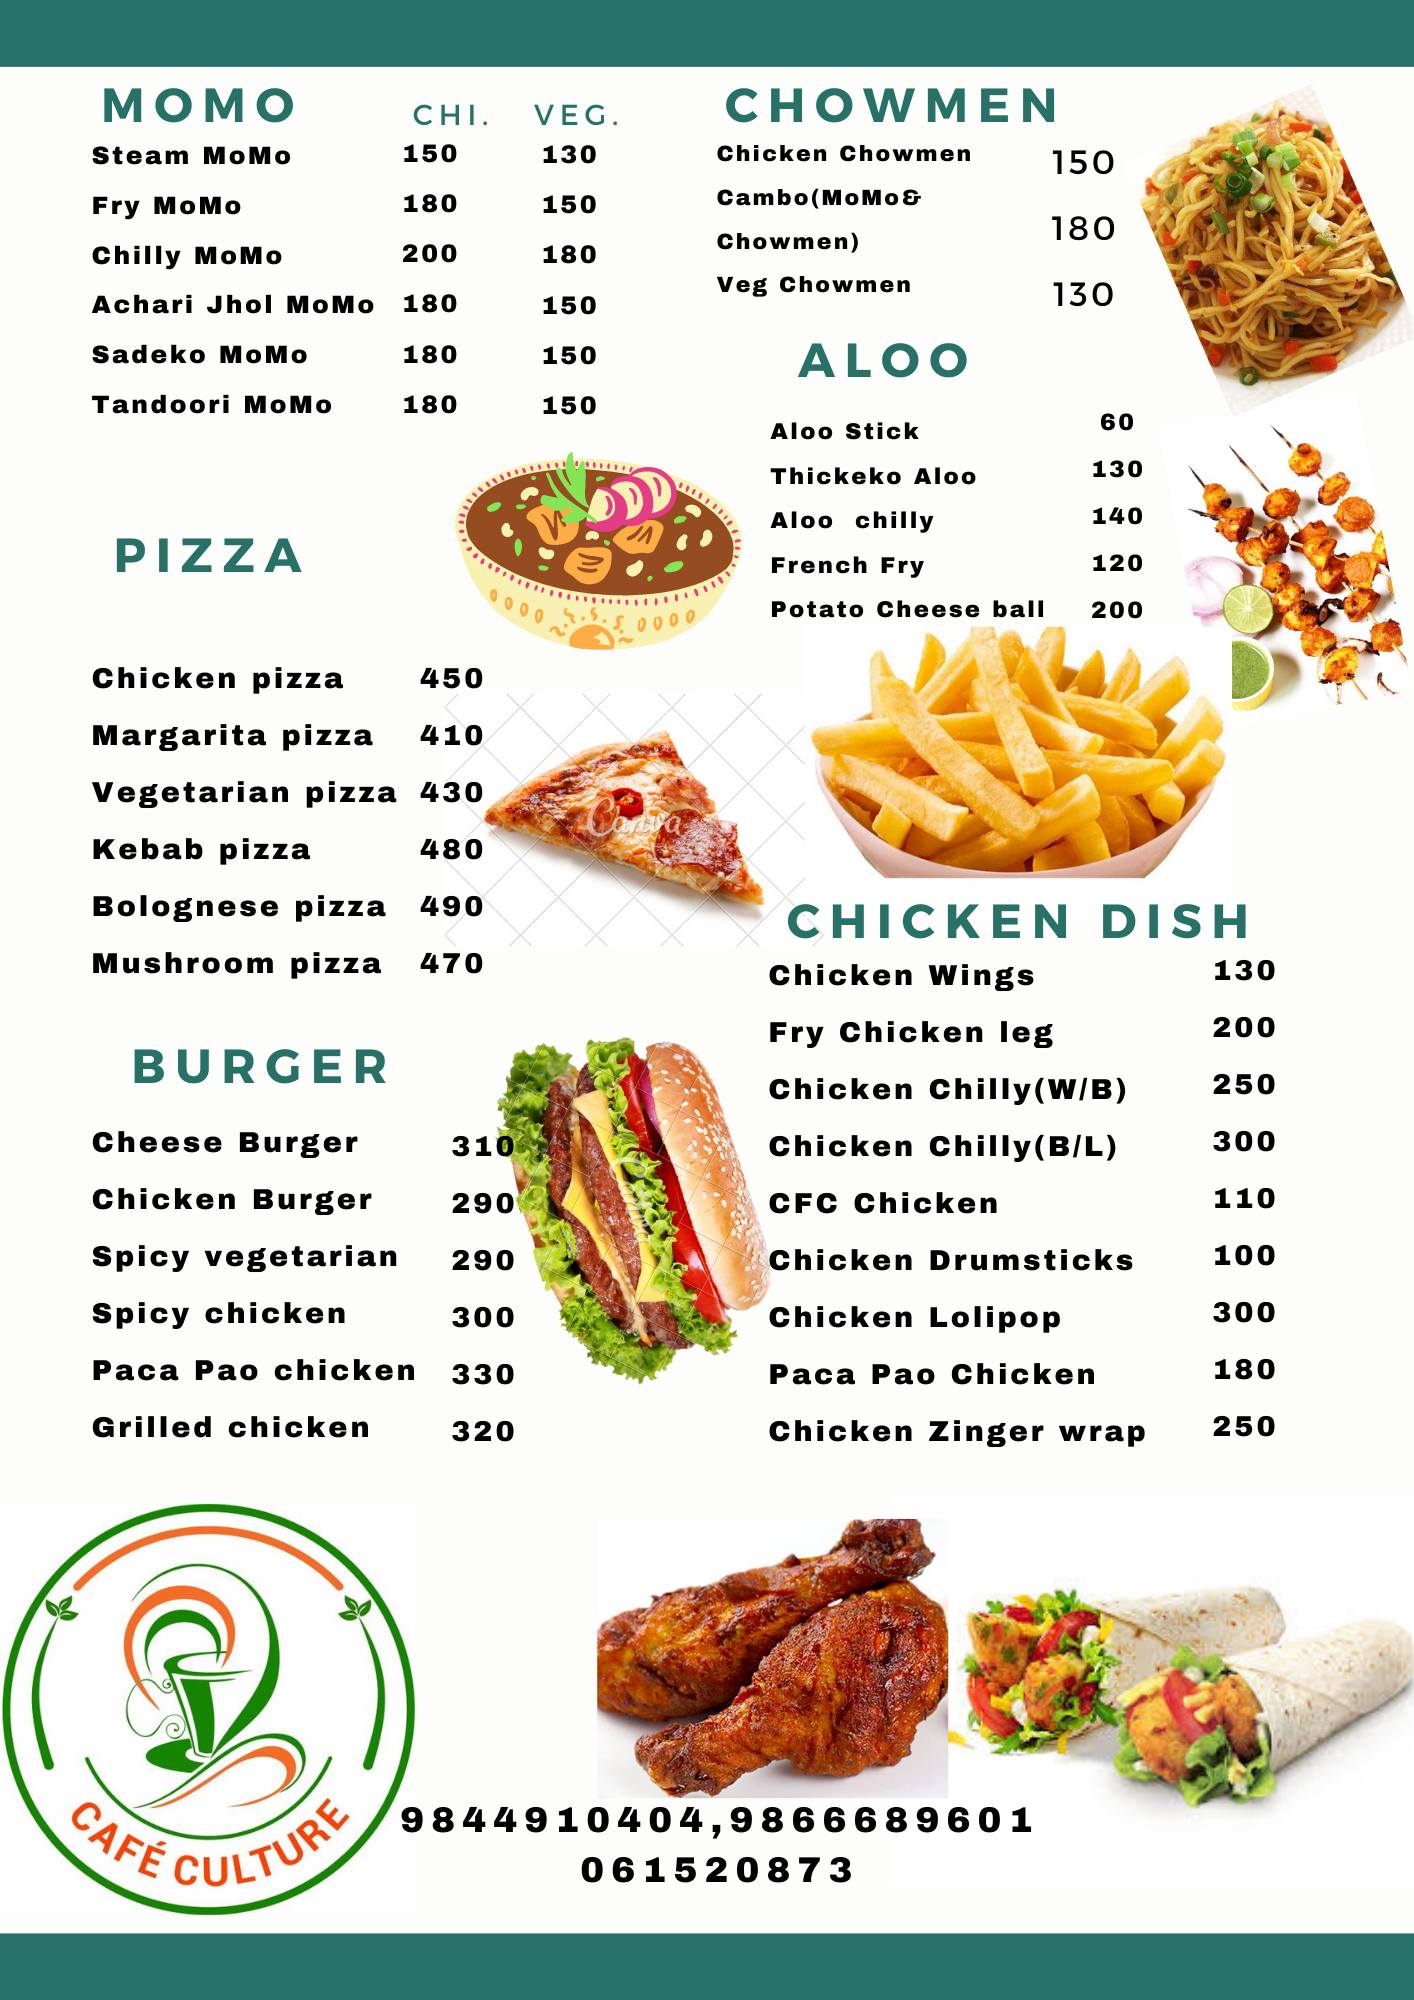 MOMO CHI. VEG.
Steam MoMo 150 130
Fry MoMo 180 150
Chilly MoMo 200 180
Achari Jhol MoMo 180 150
Sadeko MoMo 180 150
Tandoori MoMo 180 150
CHOWMEN
Chicken Chowmen 150
Cambo(MoMo&
Chowmen) 180
Veg Chowmen 130
ALOO
Aloo Stick 60
Thickeko Aloo 130
Aloo chilly 140
French Fry 120
Potato Cheese ball 200
PIZZA
Chicken pizza 450
Margarita pizza 410
Vegetarian pizza 430
Kebab pizza 480
Bolognese pizza 490
Mushroom pizza 470
Canva
BURGER
Cheese Burger 310
Chicken Burger 290
Spicy vegetarian 290
Spicy chicken 300
Paca Pao chicken 330
Grilled chicken 320
CHICKEN DISH
Chicken Wings 130
Fry Chicken leg 200
Chicken Chilly(W/B) 250
Chicken Chilly(B/L) 300
CFC Chicken 110
Chicken Drumsticks 100
Chicken Lolipop 300
Paca Pao Chicken 180
Chicken Zinger wrap 250
CAFÉ CULTURE
9844910404,9866689601
061520873